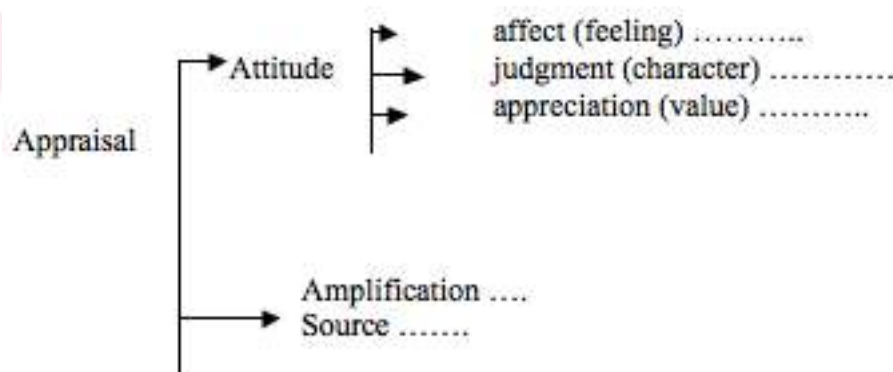 affect (feeling) ………..
Attitude
judgment (character) …………
appreciation (value) ………..
Appraisal
Amplification ….
Source …….